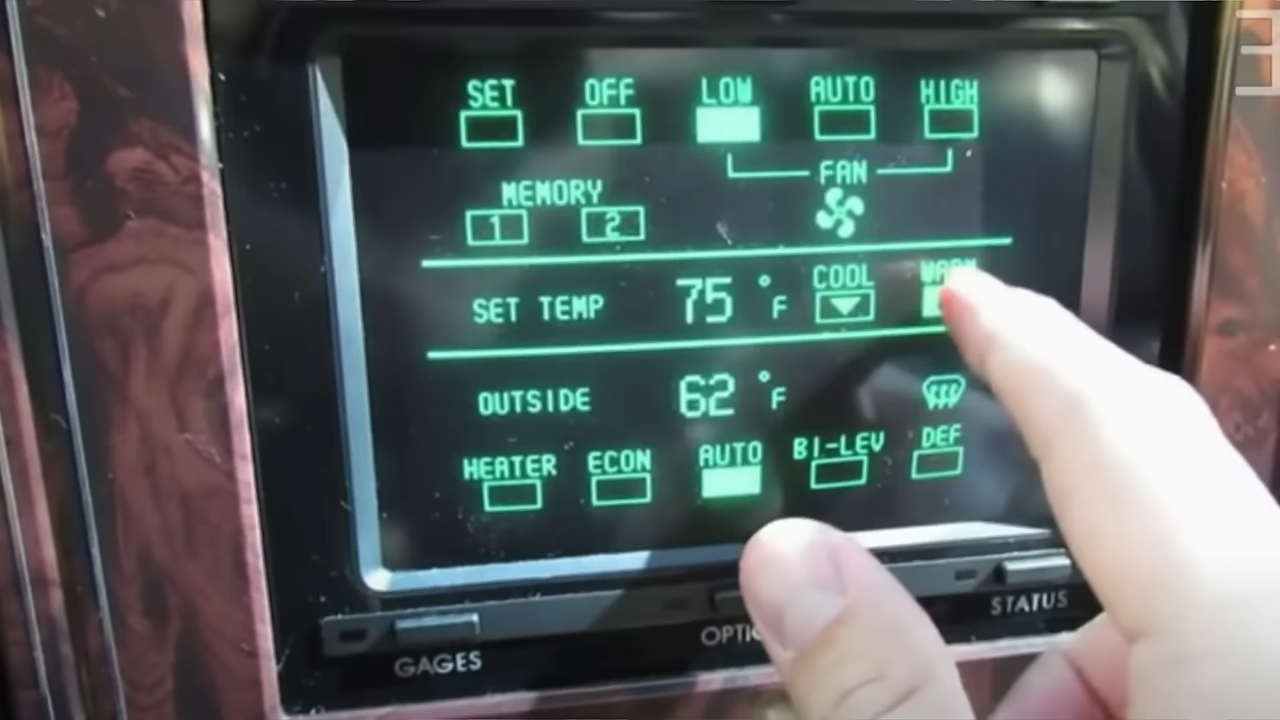 SET OFF LOW AUTO HIGH
FAN
MEMORY
1 2
SET TEMP 75 °F COOL WARM
OUTSIDE 62 °F
HEATER ECON AUTO BI-LEV DEF
GAGES STATUS